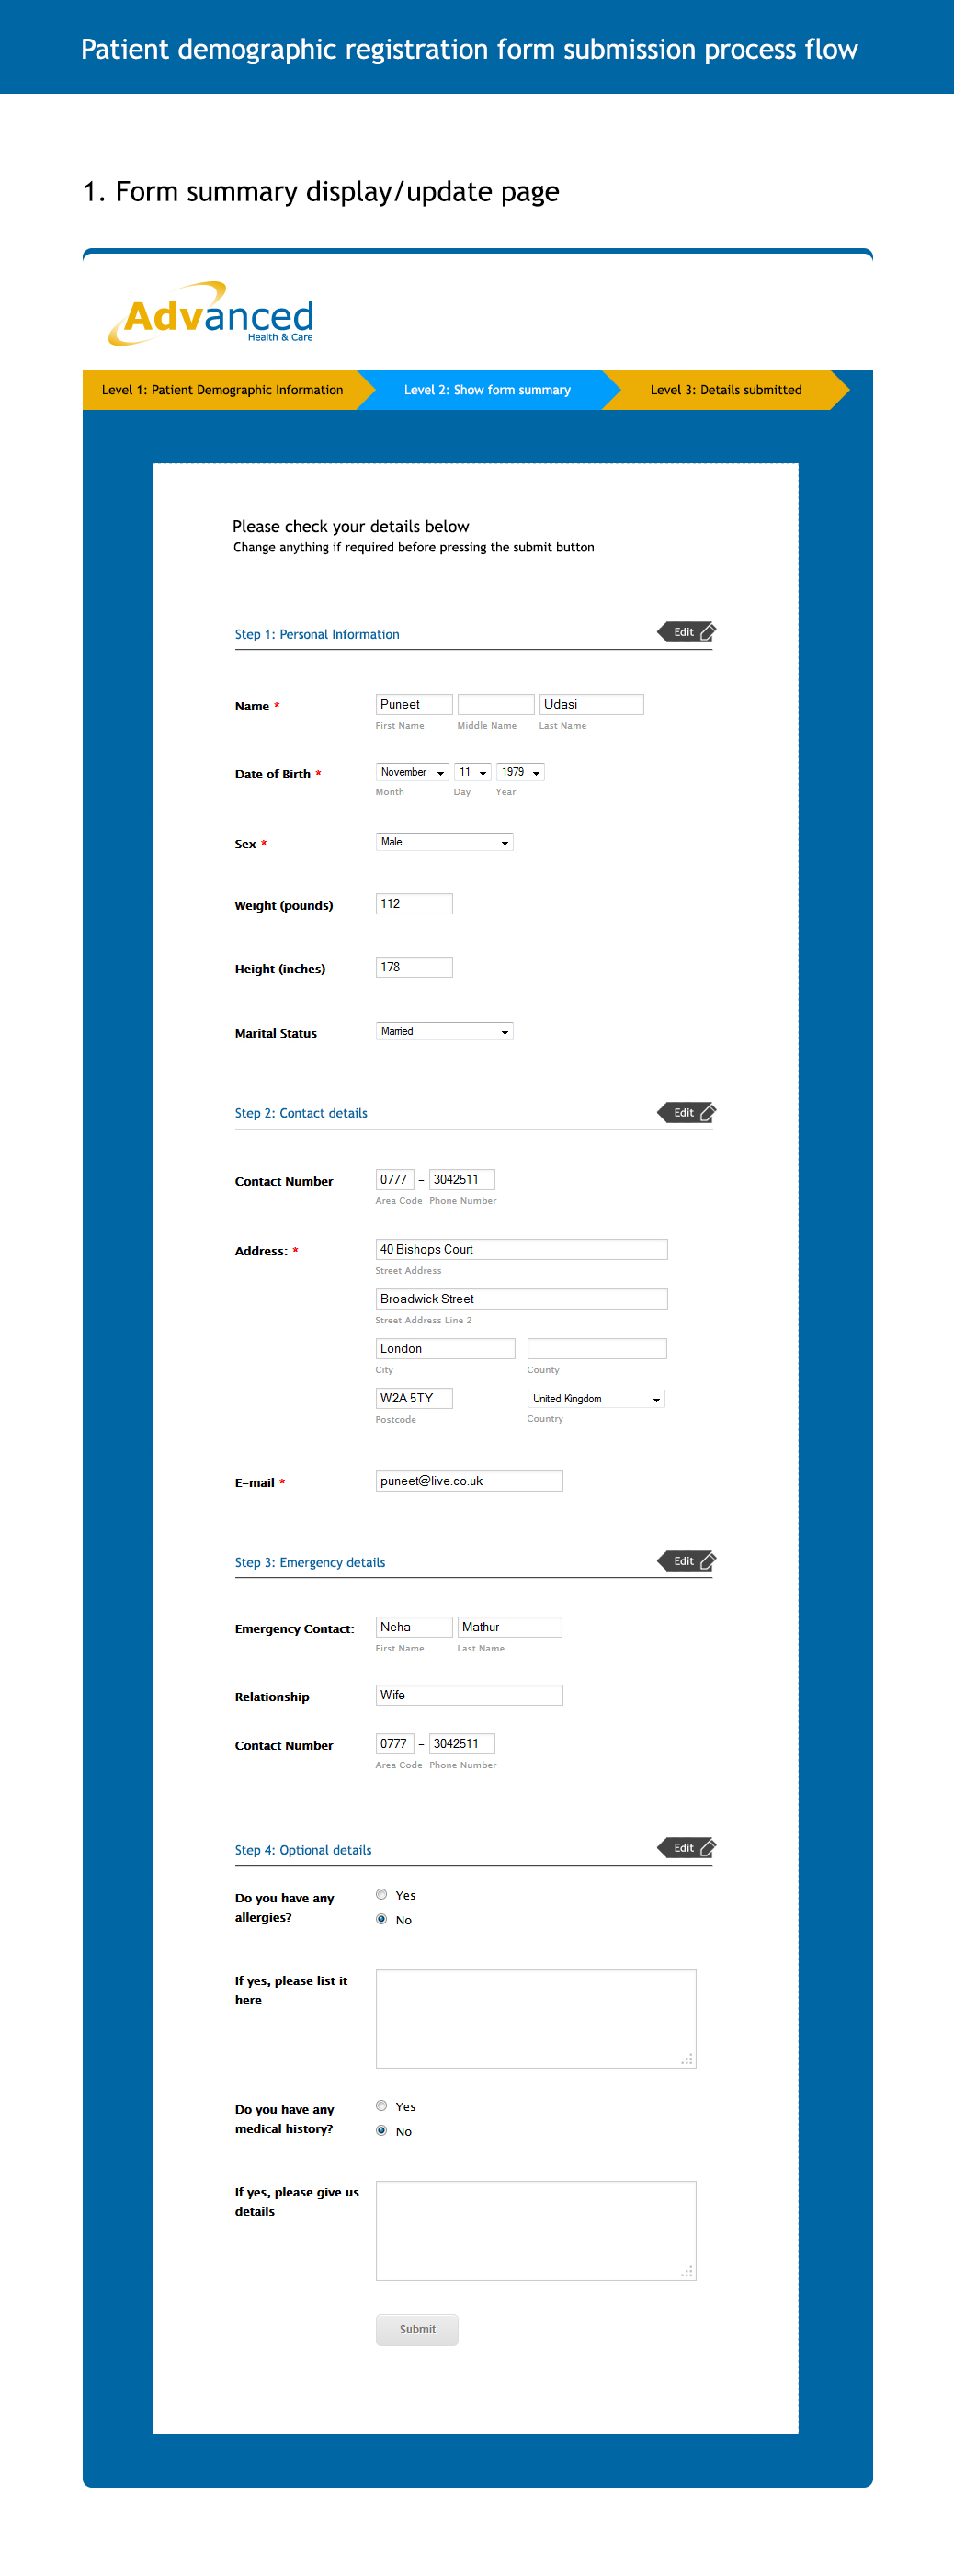 Patient demographic registration form submission process flow
1. Form summary display/update page
Advanced
Health & Care
Level 1: Patient Demographic Information Level 2: Show form summary Level 3: Details submitted
Please check your details below
Change anything if required before pressing the submit button
Step 1: Personal Information Edit
Name * Puneet Udasi
First Name Middle Name Last Name
Date of Birth * November 11 1979
Month Day Year
Sex * Male
Weight (pounds) 112
Height (inches) 178
Marital Status Married
Step 2: Contact details Edit
Contact Number 0777 - 3042511
Area Code Phone Number
Address: * 40 Bishops Court
Street Address
Broadwick Street
Street Address Line 2
London
City County
W2A 5TY United Kingdom
Postcode Country
E-mail * puneet@live.co.uk
Step 3: Emergency details Edit
Emergency Contact: Neha Mathur
First Name Last Name
Relationship Wife
Contact Number 0777 - 3042511
Area Code Phone Number
Step 4: Optional details Edit
Do you have any Yes
allergies? No
If yes, please list it
here
Do you have any Yes
medical history? No
If yes, please give us
details
Submit